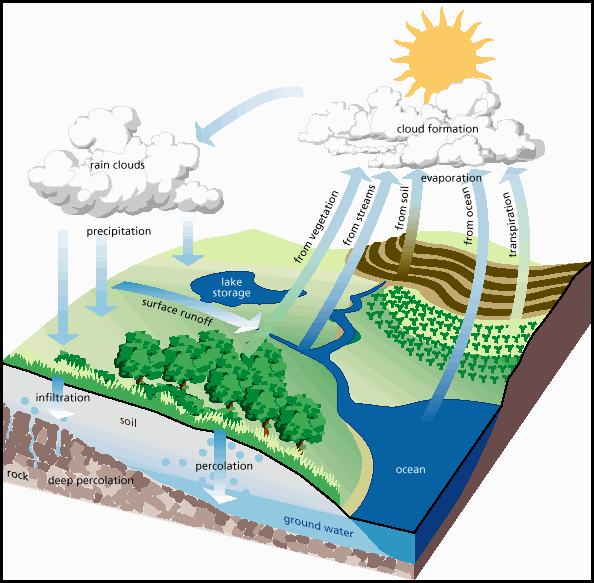 cloud formation
rain clouds
evaporation
from vegetation
from streams
from soil
from ocean
transpiration
precipitation
lake
storage
surface runoff
infiltration
soil
percolation
ocean
rock
deep percolation
ground water